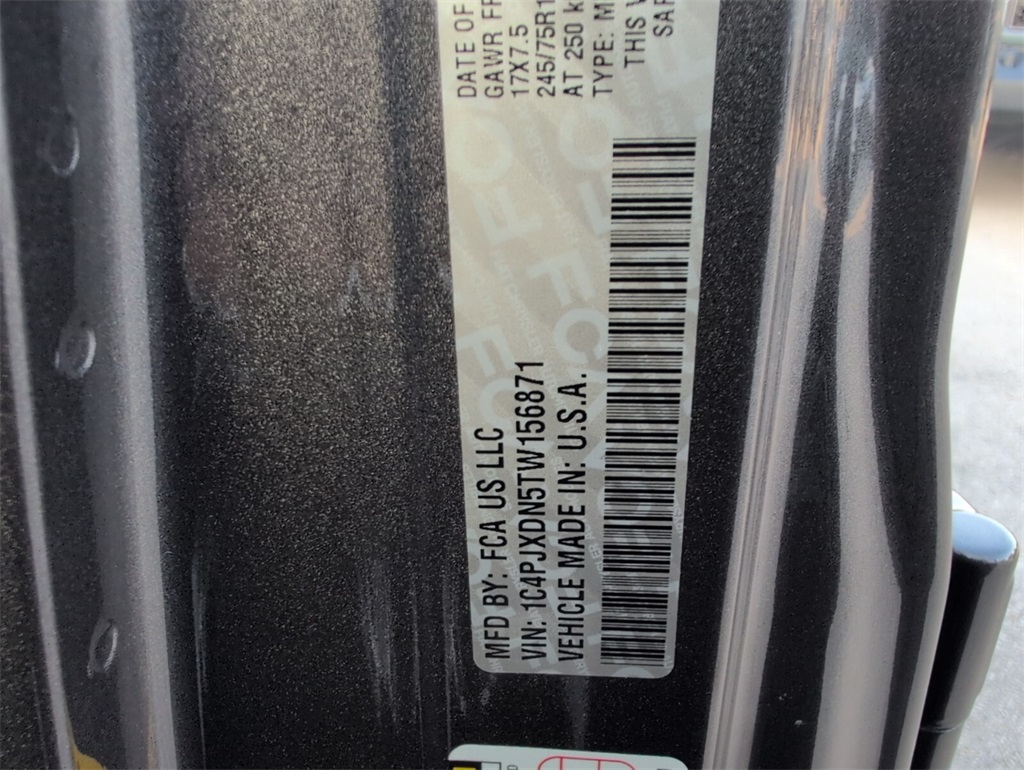 MFD BY: FCA US LLC
DATE OF
VIN: 1C4PJXDN5TW156871
GAWR
17X7.5
VEHICLE MADE IN: U.S.A.
245/75R1
AT 250
TYPE:
THIS